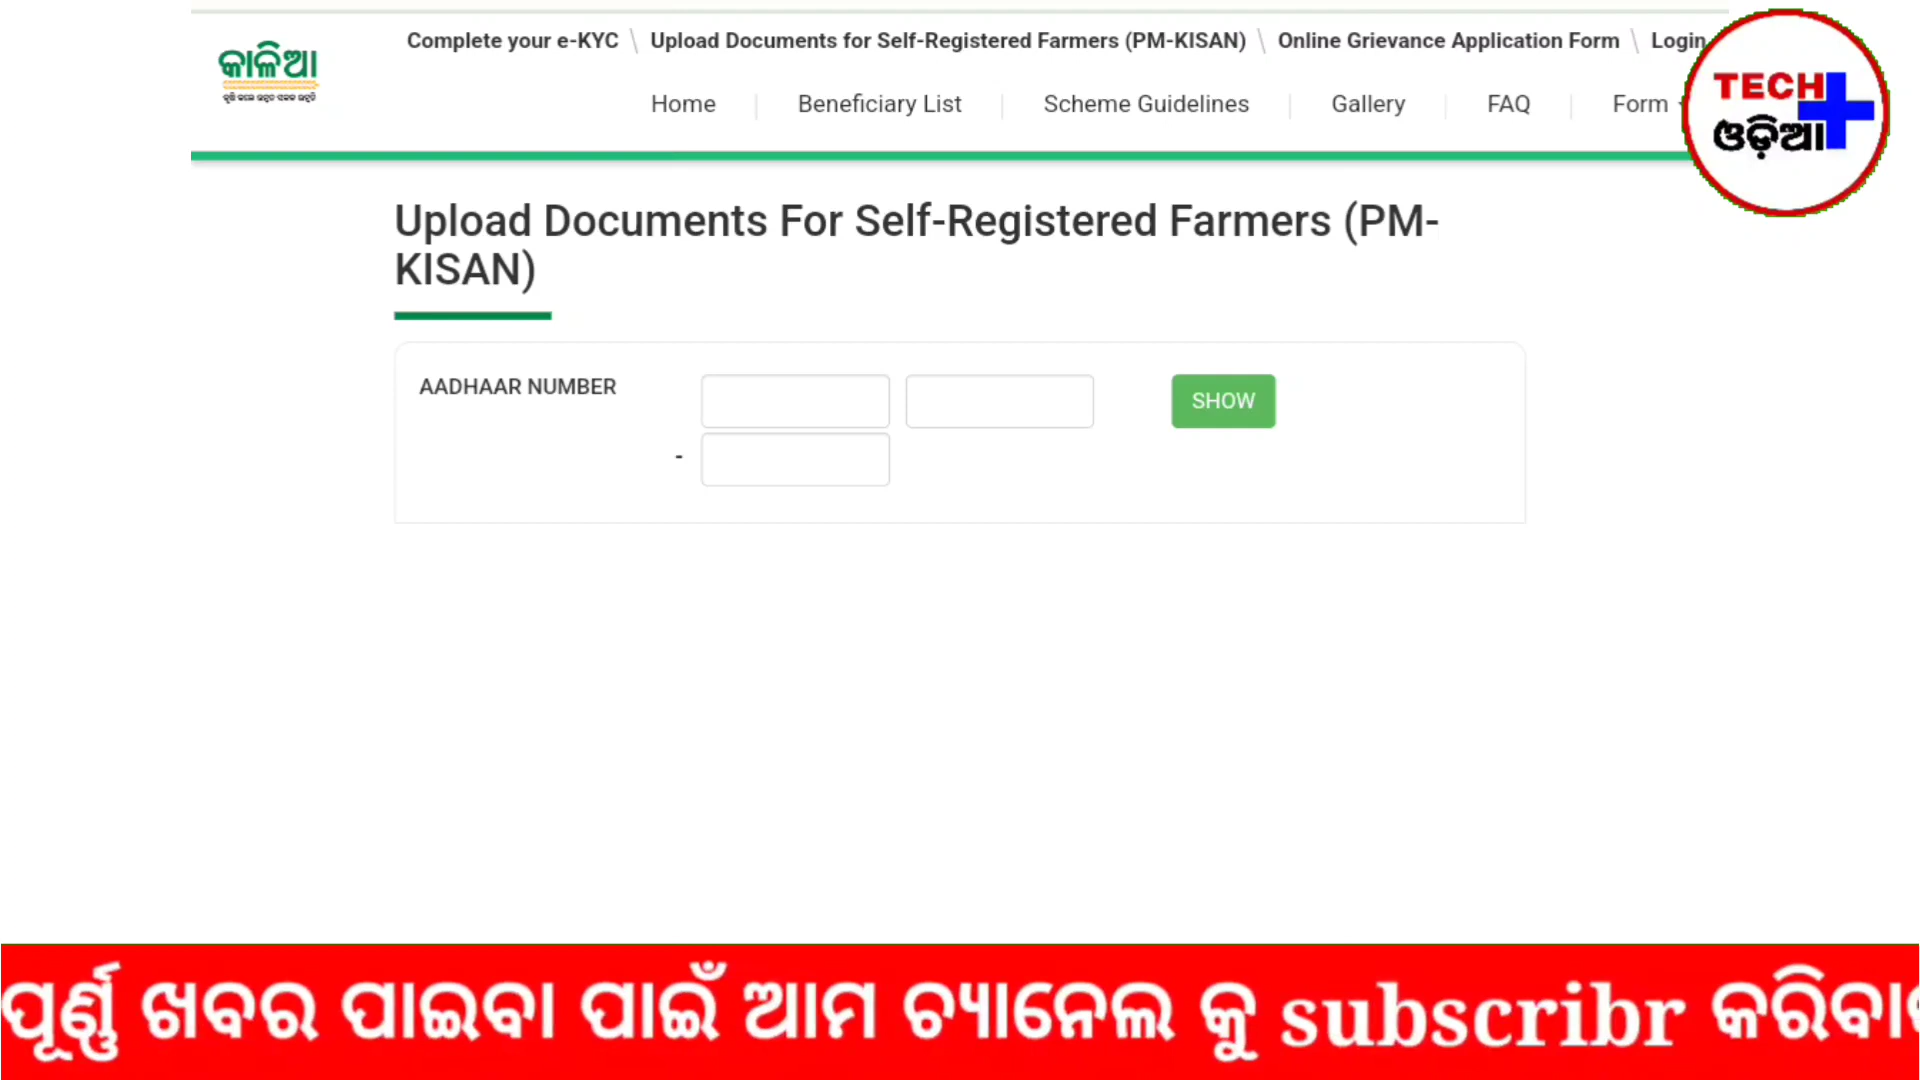 Complete your e-KYC \ Upload Documents for Self-Registered Farmers (PM-KISAN) \ Online Grievance Application Form \ Login
କାଳିଆ
Home Beneficiary List Scheme Guidelines Gallery FAQ Form
TECH+
ଓଡ଼ିଆ
Upload Documents For Self-Registered Farmers (PM-
KISAN)
AADHAAR NUMBER
SHOW
-
ପୂର୍ଣ୍ଣ ଖବର ପାଇବା ପାଇଁ ଆମ ଚ୍ୟାନେଲ କୁ subscribr କରିବା